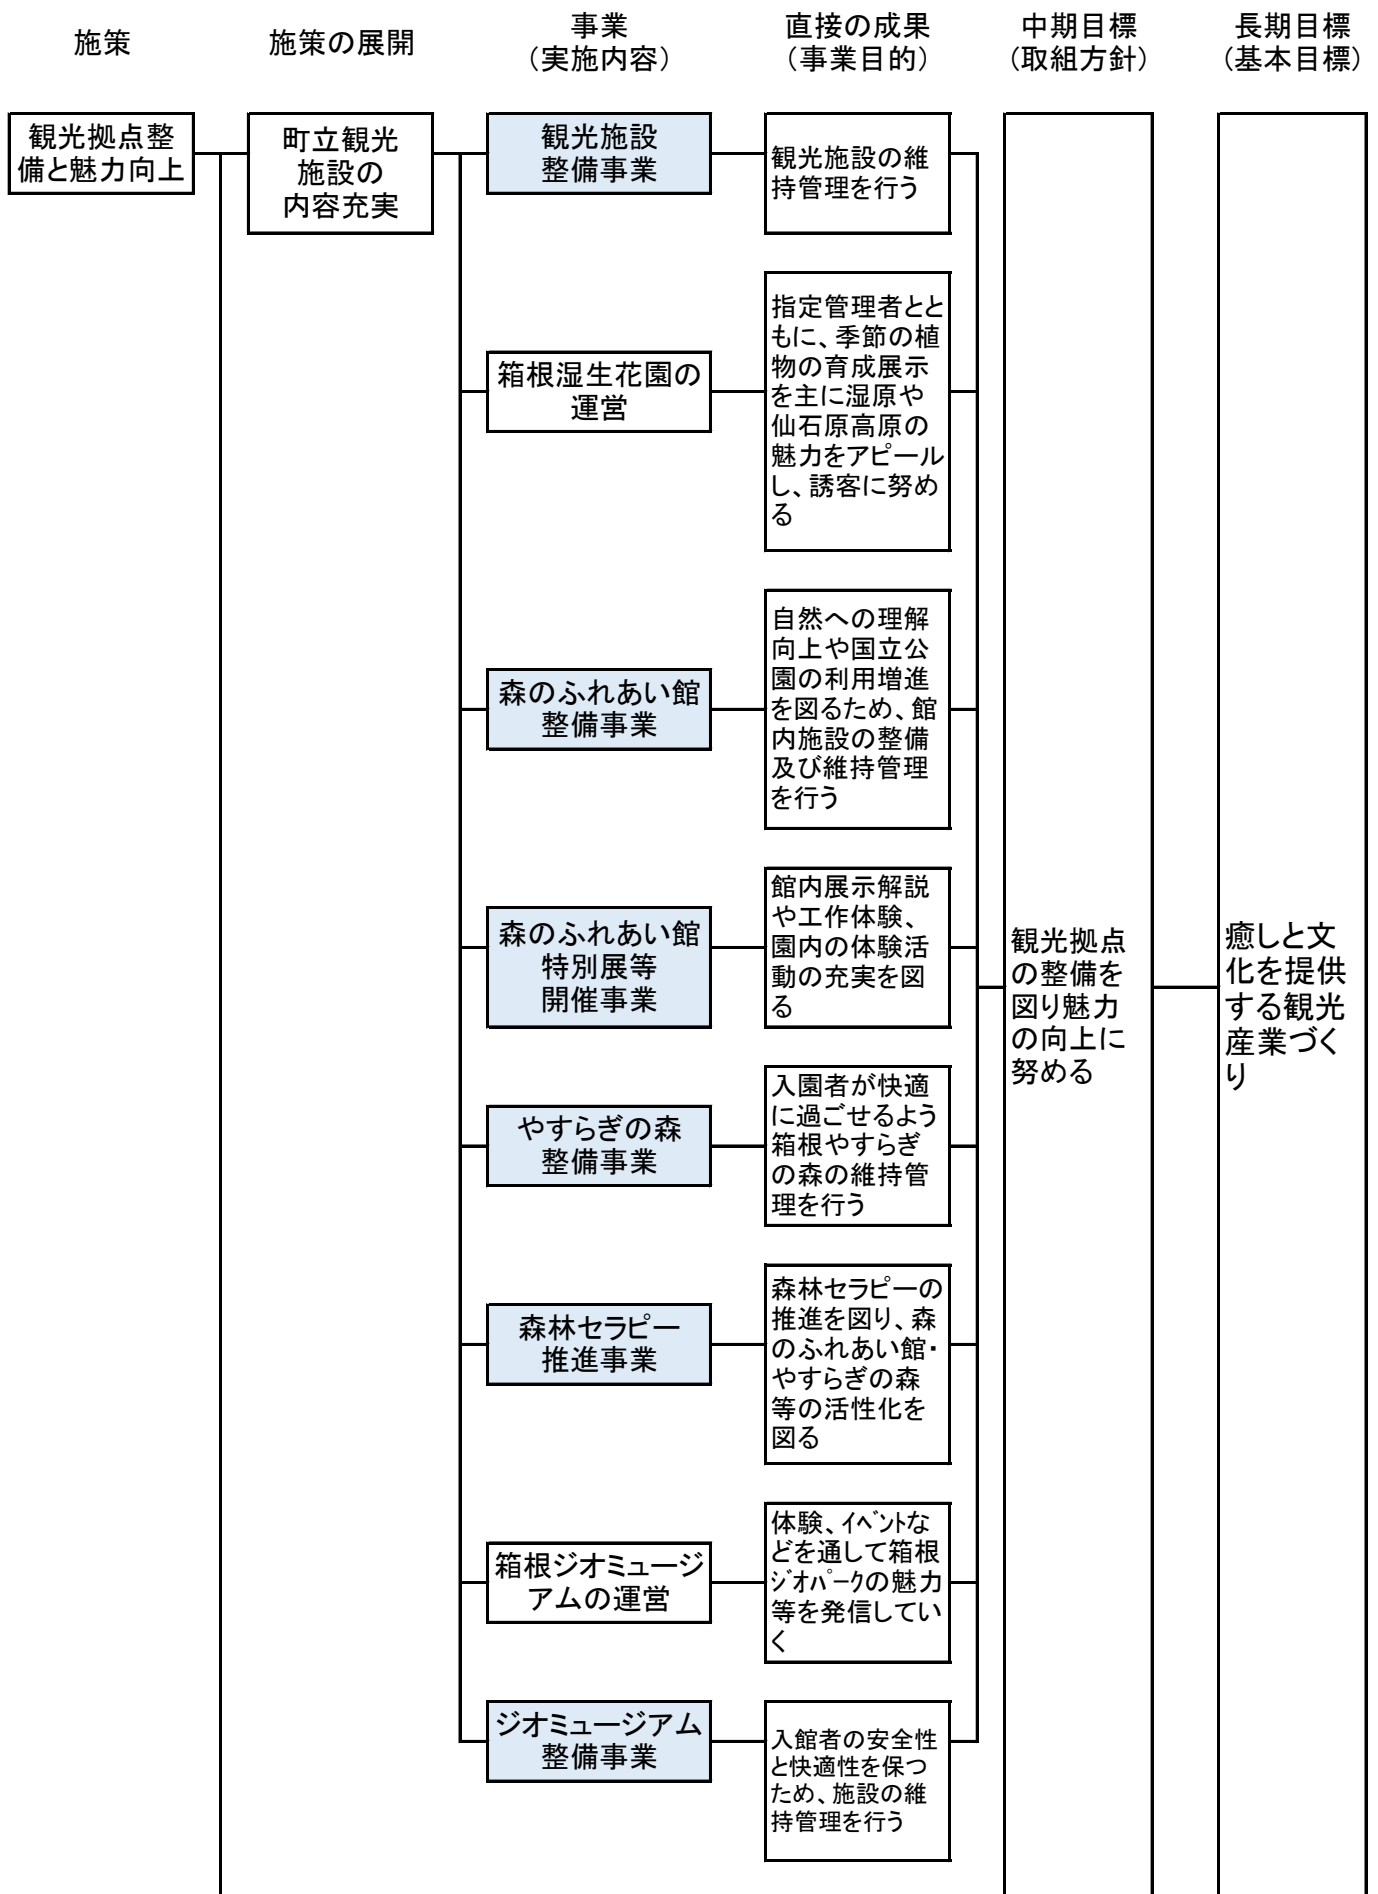 施策
施策の展開
事業
（実施内容）
直接の成果
（事業目的）
中期目標
（取組方針）
長期目標
（基本目標）
観光拠点整
備と魅力向上
町立観光
施設の
内容充実
観光施設
整備事業
観光施設の維
持管理を行う
箱根湿生花園の
運営
指定管理者とと
もに、季節の植
物の育成展示
を主に湿原や
仙石原高原の
魅力をアピール
し、誘客に努め
る
森のふれあい館
整備事業
自然への理解
向上や国立公
園の利用増進
を図るため、館
内施設の整備
及び維持管理
を行う
森のふれあい館
特別展等
開催事業
館内展示解説
や工作体験、
園内の体験活
動の充実を図
る
やすらぎの森
整備事業
入園者が快適
に過ごせるよう
箱根やすらぎ
の森の維持管
理を行う
森林セラピー
推進事業
森林セラピーの
推進を図り、森
のふれあい館・
やすらぎの森
等の活性化を
図る
箱根ジオミュージ
アムの運営
体験、ｲﾍﾞﾝﾄな
どを通して箱根
ｼﾞｵﾊﾟｰｸの魅力
等を発信してい
く
ジオミュージアム
整備事業
入館者の安全性
と快適性を保つ
ため、施設の維
持管理を行う
観光拠点
の整備を
図り魅力
の向上に
努める
癒しと文
化を提供
する観光
産業づく
り